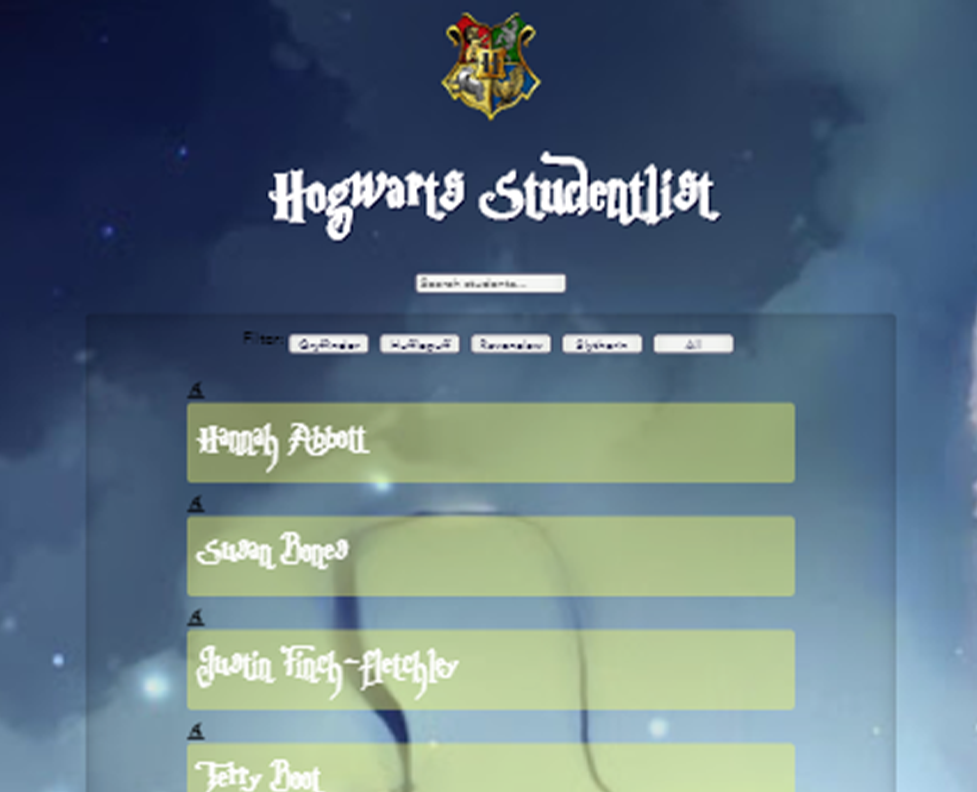 H
Hogwarts Studentlist
Search students...
Filter: Gryffindor Hufflepuff Ravenclaw Slytherin All
Hannah Abbott
Susan Bones
Justin Finch-Fletchley
Terry Boot